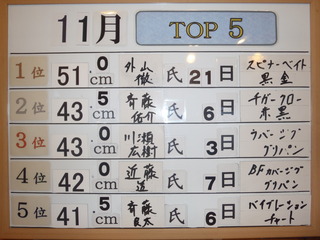 11月 TOP 5
1位 51.0cm 外山 徹 氏 21日 スピナーベイト 黒金
2位 43.5cm 斉藤 佑介 氏 6日 チガークロー 赤黒
3位 43.0cm 川瀬 広樹 氏 3日 ラバージグ グリパン
4位 42.0cm 近藤 氏 7日 BFカバージグ グリパン
5位 41.5cm 斉藤 良太 氏 6日 バイブレーション チャート